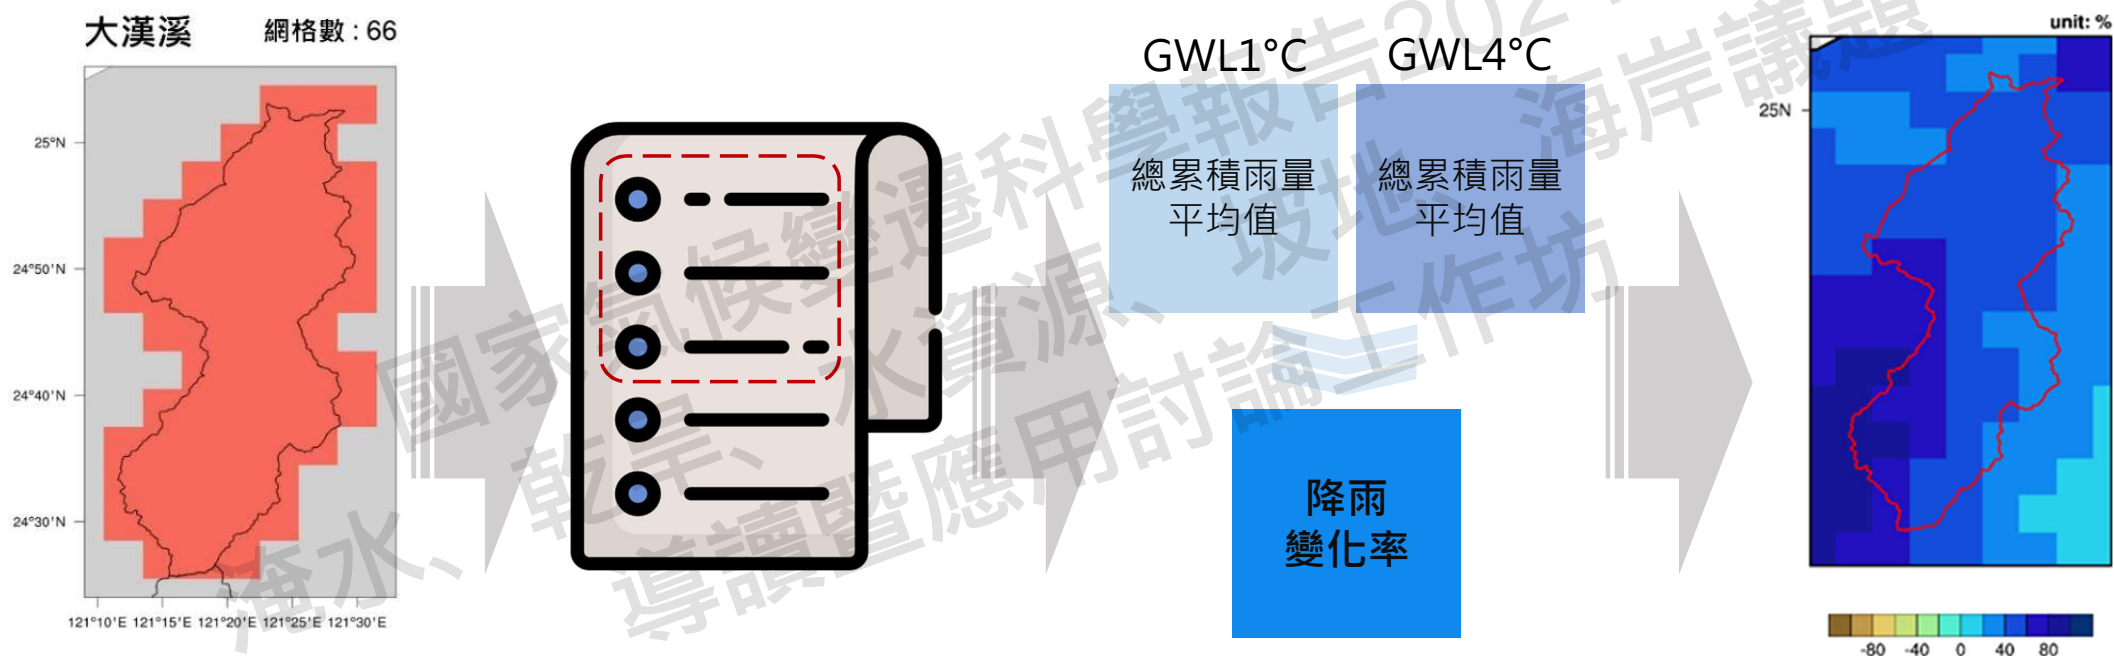 大漢溪
網格數 : 66
25°N
24°50'N
24°40'N
24°30'N
121°10'E 121°15'E 121°20'E 121°25'E 121°30'E
GWL1°C
GWL4°C
總累積雨量
平均值
總累積雨量
平均值
降雨
變化率
unit: %
25N
-80 -40 0 40 80
國家氣候變遷科學報告202
淹水、乾旱、水資源、坡地、海岸議題
導讀暨應用討論工作坊